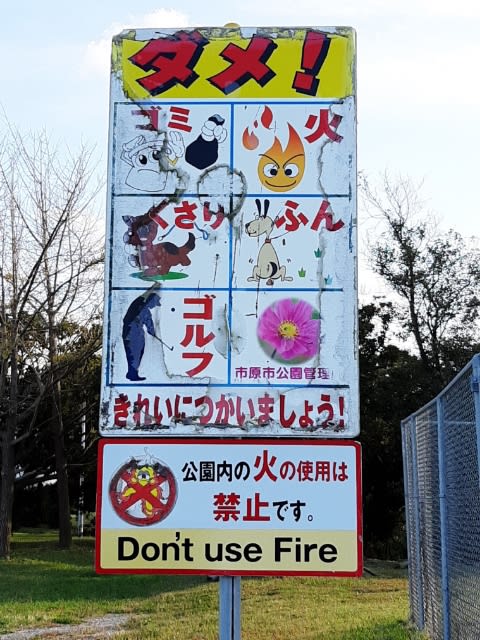 ダメ！
ゴミ
火
くさり
ふん
ゴルフ
市原市公園管理
きれいにつかいましょう！
公園内の火の使用は
禁止です。
Don't use Fire